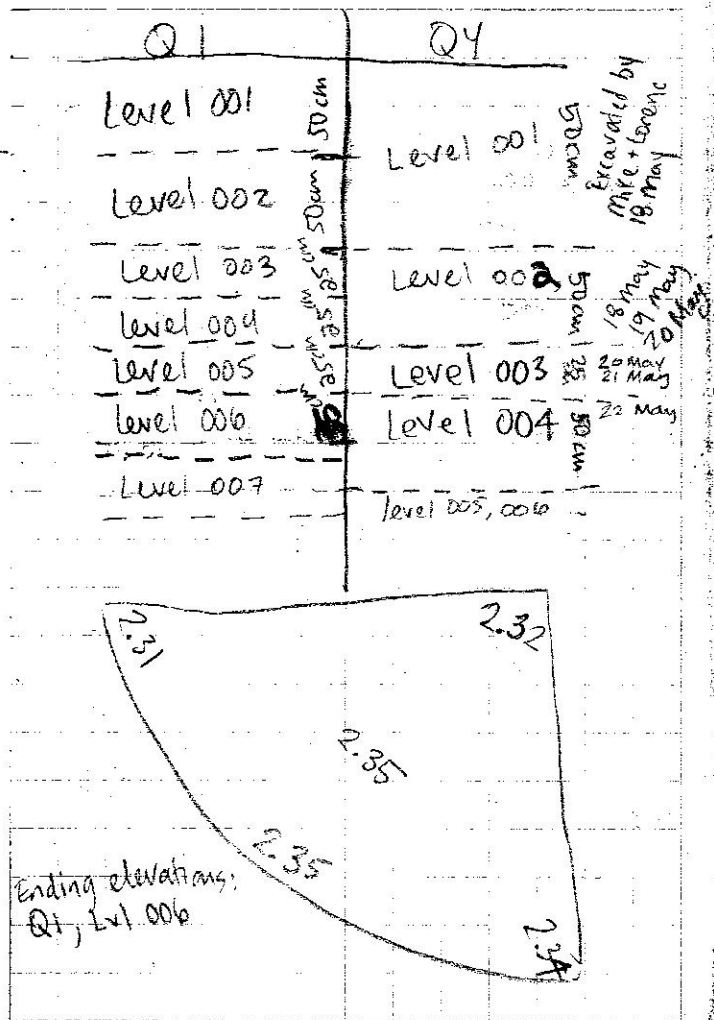 Q1
Q4
Level 001
50cm
Level 002
50cm
Level 003
25cm
Level 004
25cm
Level 005
25cm
Level 006
cm
Level 007
Level 001
50cm
Excavated by
Mike + Lorenc
18 May
Level 002
50cm
18 May
19 May
20 May
Level 003
25
20 May
21 May
Level 004
50cm
22 May
level 005, 006
2.31
2.32
2.35
2.35
2.34
Ending elevations:
Q1, Lvl 006